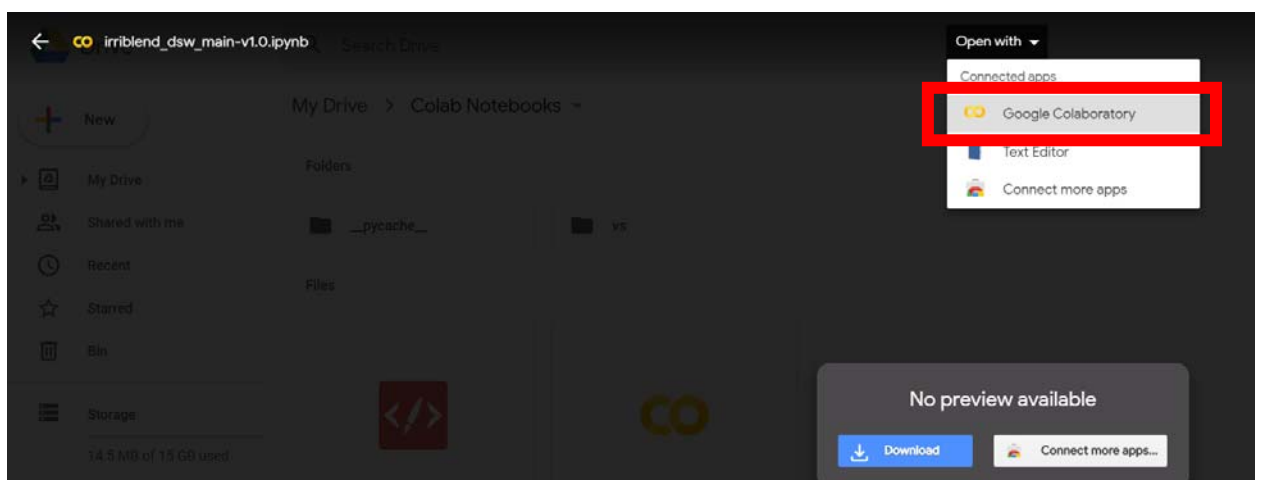 irriblend_dsw_main-v1.0.ipynb
Search Drive
Open with
Connected apps
Google Colaboratory
Text Editor
Connect more apps
My Drive > Colab Notebooks
New
Folders
My Drive
Shared with me
__pycache__
ys
Recent
Files
Starred
Bin
Storage
14.5 MB of 15 GB used
No preview available
Download
Connect more apps...